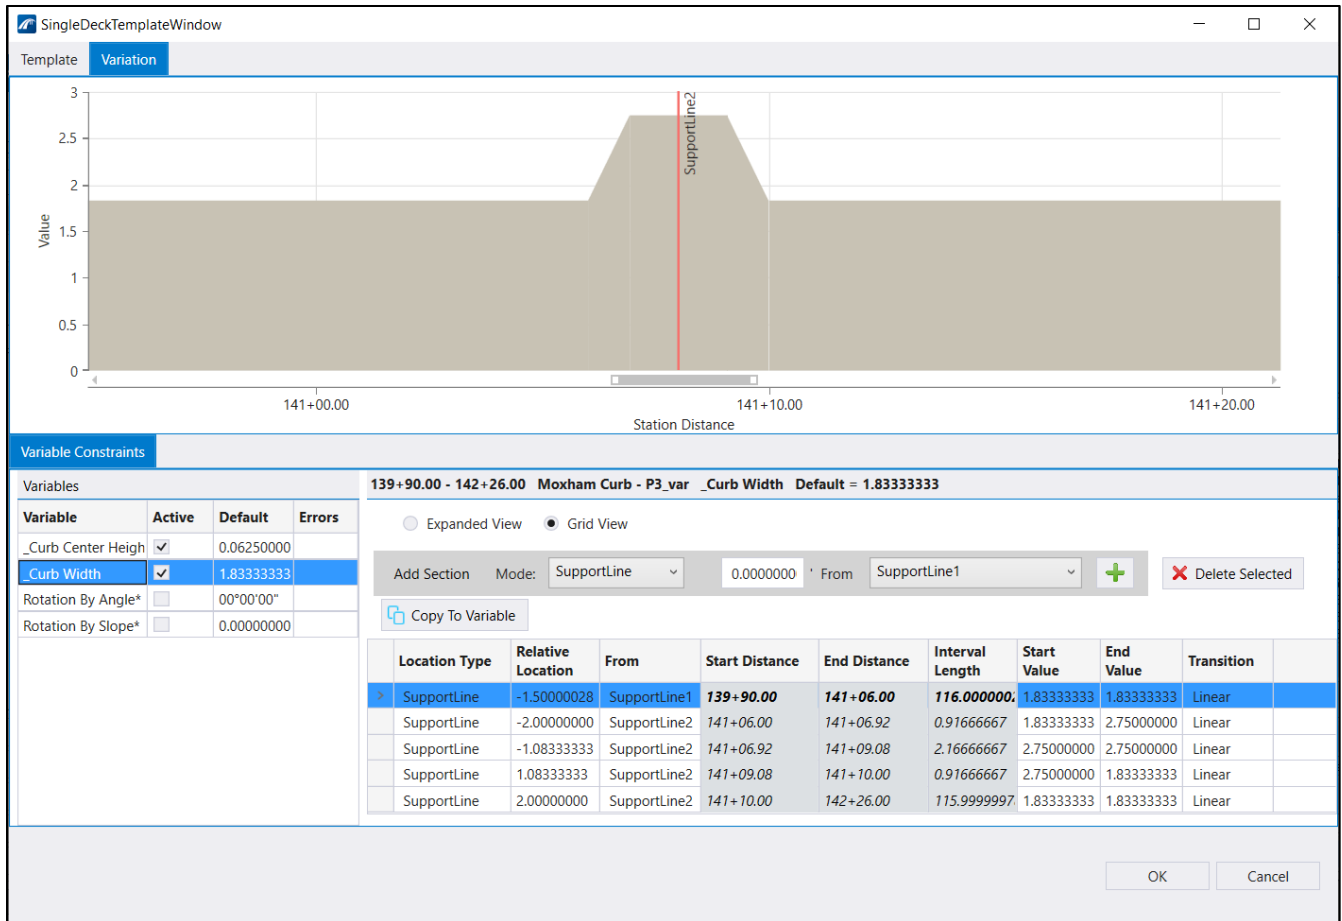 SingleDeckTemplateWindow
Template Variation
3
2.5
2
1.5
1
0.5
0
Value
SupportLine2
141+00.00 141+10.00 141+20.00
Station Distance
Variable Constraints
Variables
Variable Active Default Errors
_Curb Center Heigh 0.06250000
_Curb Width 1.83333333
Rotation By Angle* 00°00'00"
Rotation By Slope* 0.00000000
139+90.00 - 142+26.00 Moxham Curb - P3_var _Curb Width Default = 1.83333333
Expanded View Grid View
Add Section Mode: SupportLine 0.0000000 ' From SupportLine1 Delete Selected
Copy To Variable
Location Type Relative Location From Start Distance End Distance Interval Length Start Value End Value Transition
> SupportLine -1.50000028 SupportLine1 139+90.00 141+06.00 116.0000002 1.83333333 1.83333333 Linear
SupportLine -2.00000000 SupportLine2 141+06.00 141+06.92 0.91666667 1.83333333 2.75000000 Linear
SupportLine -1.08333333 SupportLine2 141+06.92 141+09.08 2.16666667 2.75000000 2.75000000 Linear
SupportLine 1.08333333 SupportLine2 141+09.08 141+10.00 0.91666667 2.75000000 1.83333333 Linear
SupportLine 2.00000000 SupportLine2 141+10.00 142+26.00 115.9999997 1.83333333 1.83333333 Linear
OK Cancel